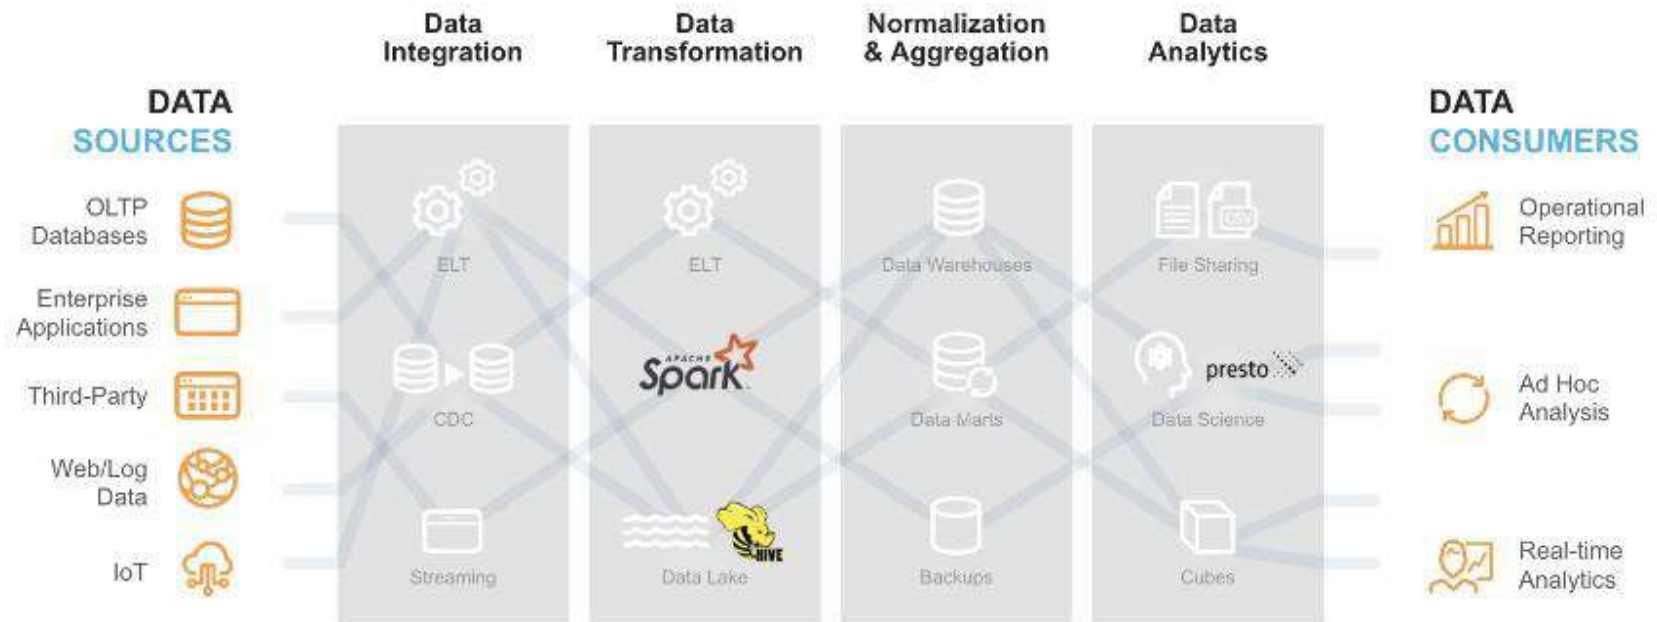 Data
Integration
Data
Transformation
Normalization
& Aggregation
Data
Analytics
DATA
SOURCES
OLTP
Databases
Enterprise
Applications
Third-Party
Web/Log
Data
IoT
ELT
CDC
Streaming
ELT
APACHE
Spark
HIVE
Data Lake
Data Warehouses
Data Marts
Backups
CSV
File Sharing
presto
Data Science
Cubes
DATA
CONSUMERS
Operational
Reporting
Ad Hoc
Analysis
Real-time
Analytics